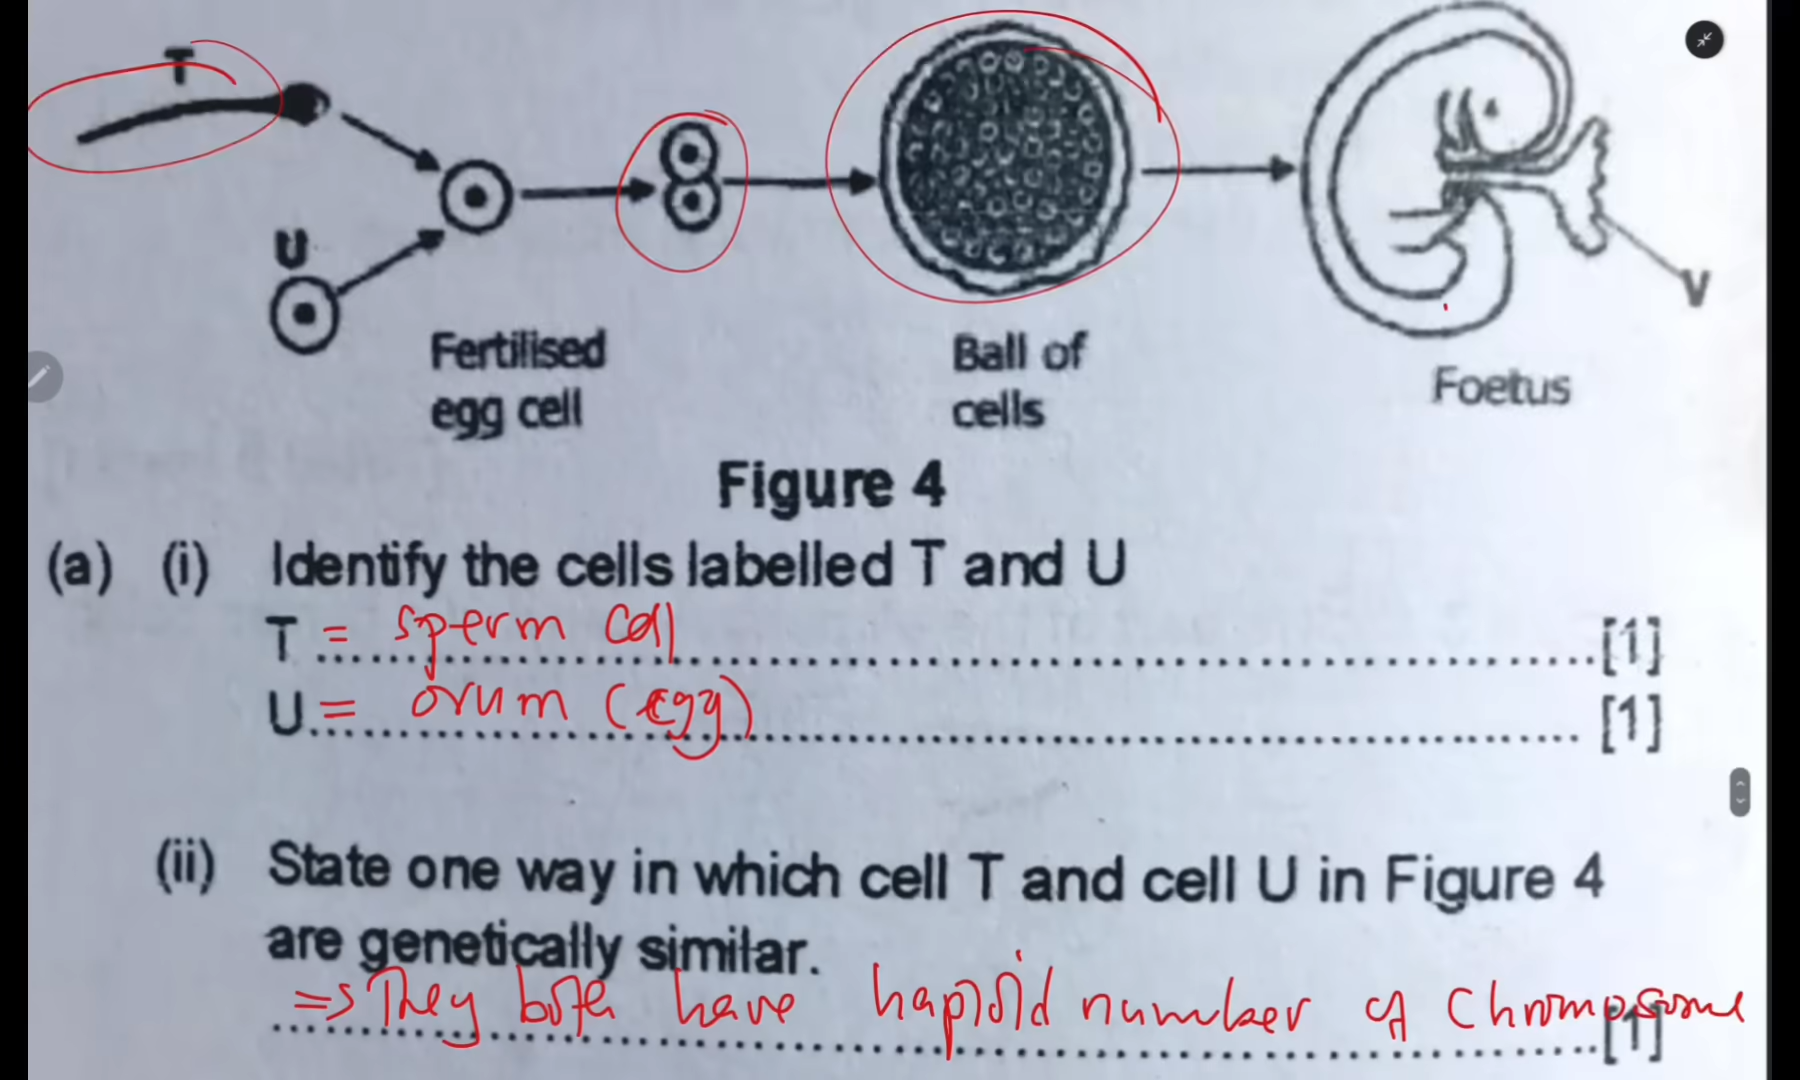 T
U
V
Fertilised
egg cell
Ball of
cells
Foetus
Figure 4
(a) (i) Identify the cells labelled T and U
T = sperm cell [1]
U = ovum (egg) [1]
(ii) State one way in which cell T and cell U in Figure 4
are genetically similar.
=> They both have haploid number of chromosome
[1]